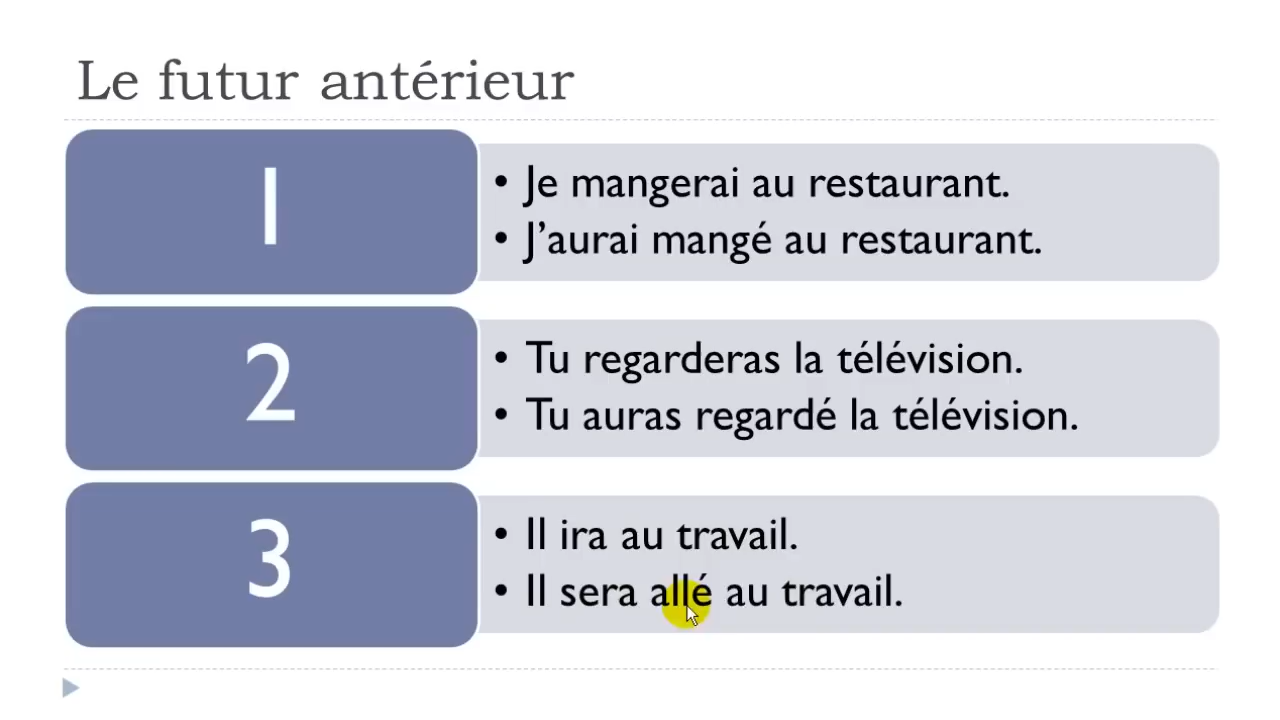 Le futur antérieur
1
• Je mangerai au restaurant.
• J’aurai mangé au restaurant.
2
• Tu regarderas la télévision.
• Tu auras regardé la télévision.
3
• Il ira au travail.
• Il sera allé au travail.